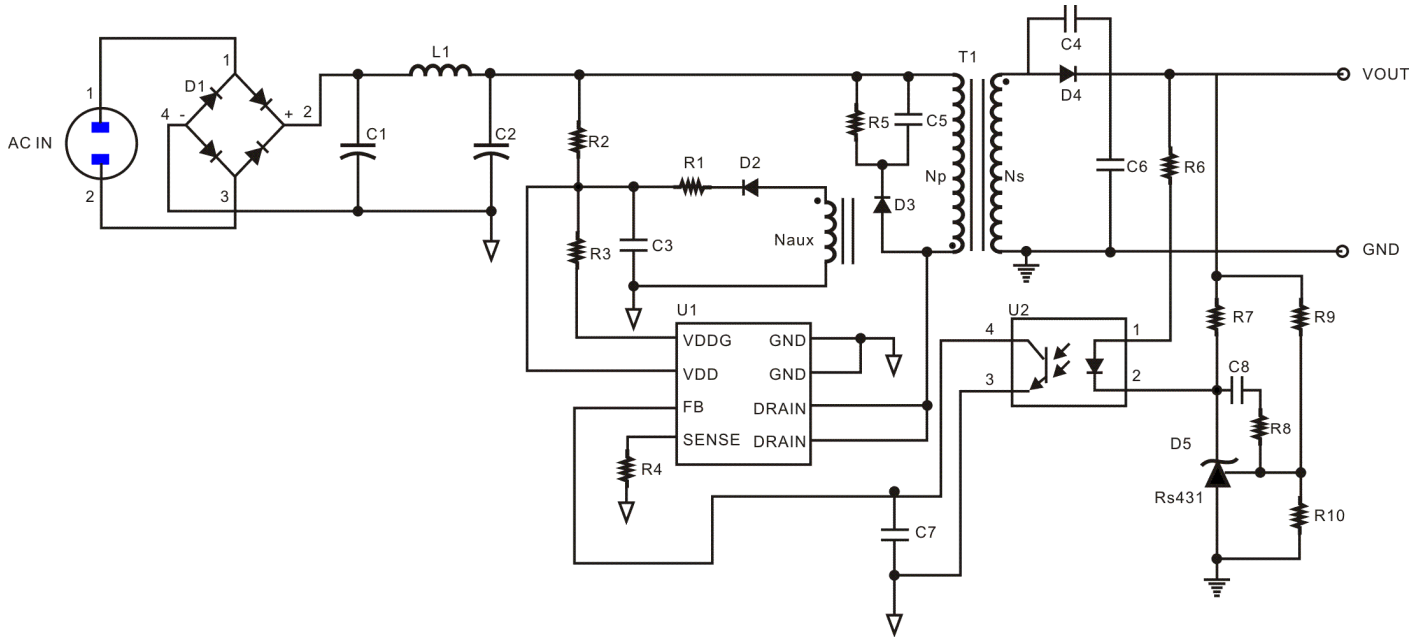 C4
L1
T1
VOUT
1
D1
D4
1
4 -
+ 2
R5
C5
AC IN
C1
C2
R2
C6
R6
R1
D2
Np
Ns
2
3
D3
R3
C3
Naux
GND
U1
U2
R7
R9
VDDG
GND
4
1
VDD
GND
3
2
C8
FB
DRAIN
R8
SENSE
DRAIN
D5
R4
Rs431
R10
C7